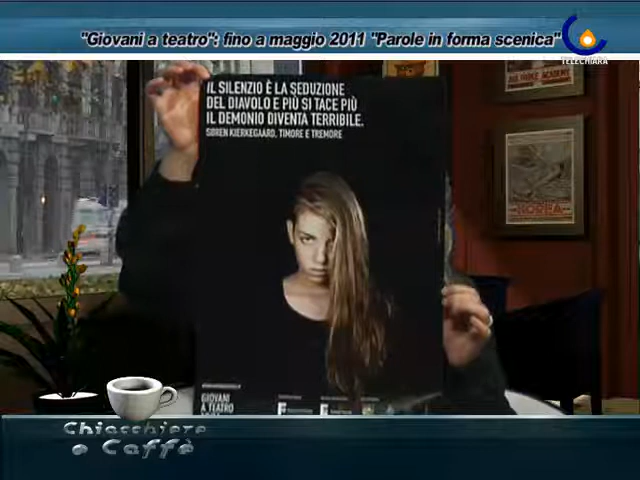 "Giovani a teatro": fino a maggio 2011 "Parole in forma scenica"
TELECHIARA
IL SILENZIO È LA SEDUZIONE
DEL DIAVOLO E PIÙ SI TACE PIÙ
IL DEMONIO DIVENTA TERRIBILE.
SØREN KIERKEGAARD, TIMORE E TREMORE
GIOVANI
A TEATRO
Chiacchiere
e Caffè